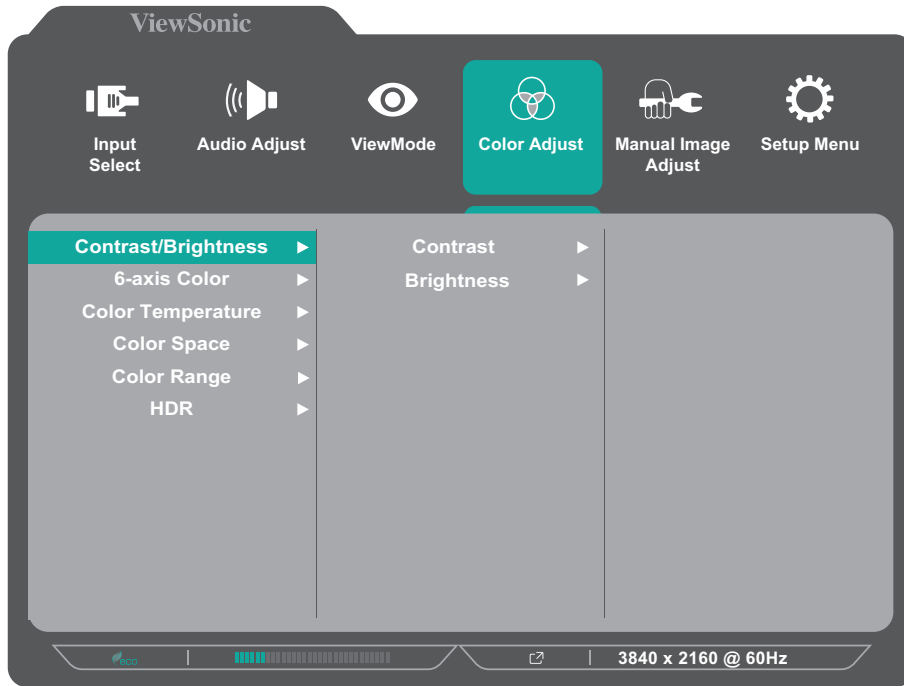 ViewSonic
Input
Select
Audio Adjust
ViewMode
Color Adjust
Manual Image
Adjust
Setup Menu
Contrast/Brightness
6-axis Color
Color Temperature
Color Space
Color Range
HDR
Contrast
Brightness
eco
3840 x 2160 @ 60Hz